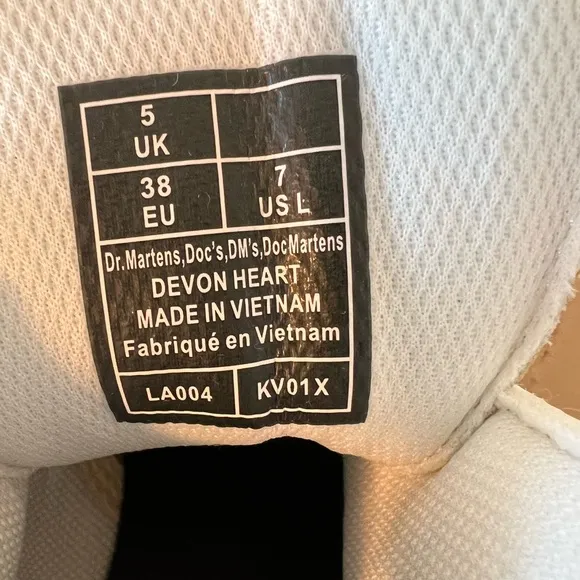 5
UK
38
EU
7
US L
Dr.Martens,Doc's,DM's,DocMartens
DEVON HEART
MADE IN VIETNAM
Fabriqué en Vietnam
LA004
KV01X